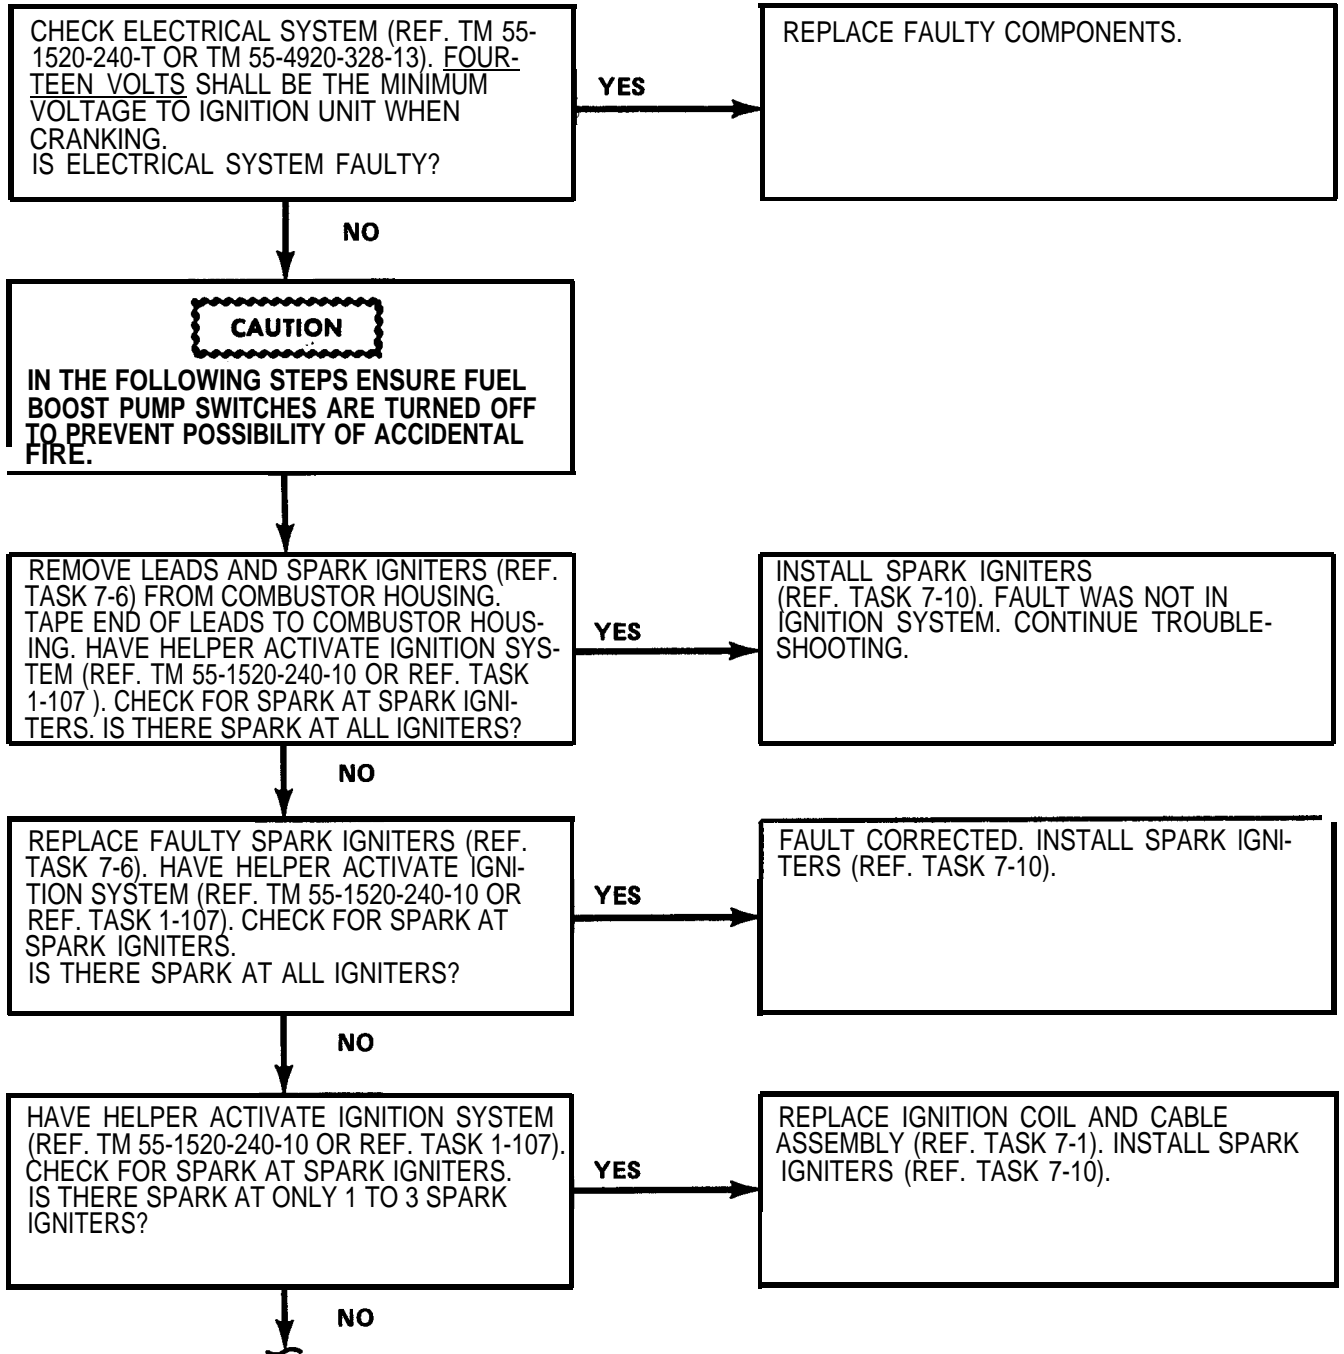 CHECK ELECTRICAL SYSTEM (REF. TM 55-
1520-240-T OR TM 55-4920-328-13). FOUR-
TEEN VOLTS SHALL BE THE MINIMUM
VOLTAGE TO IGNITION UNIT WHEN
CRANKING.
IS ELECTRICAL SYSTEM FAULTY?
YES
REPLACE FAULTY COMPONENTS.
NO
CAUTION
IN THE FOLLOWING STEPS ENSURE FUEL
BOOST PUMP SWITCHES ARE TURNED OFF
TO PREVENT POSSIBILITY OF ACCIDENTAL
FIRE.
REMOVE LEADS AND SPARK IGNITERS (REF.
TASK 7-6) FROM COMBUSTOR HOUSING.
TAPE END OF LEADS TO COMBUSTOR HOUS-
ING. HAVE HELPER ACTIVATE IGNITION SYS-
TEM (REF. TM 55-1520-240-10 OR REF. TASK
1-107 ). CHECK FOR SPARK AT SPARK IGNI-
TERS. IS THERE SPARK AT ALL IGNITERS?
YES
INSTALL SPARK IGNITERS
(REF. TASK 7-10). FAULT WAS NOT IN
IGNITION SYSTEM. CONTINUE TROUBLE-
SHOOTING.
NO
REPLACE FAULTY SPARK IGNITERS (REF.
TASK 7-6). HAVE HELPER ACTIVATE IGNI-
TION SYSTEM (REF. TM 55-1520-240-10 OR
REF. TASK 1-107). CHECK FOR SPARK AT
SPARK IGNITERS.
IS THERE SPARK AT ALL IGNITERS?
YES
FAULT CORRECTED. INSTALL SPARK IGNI-
TERS (REF. TASK 7-10).
NO
HAVE HELPER ACTIVATE IGNITION SYSTEM
(REF. TM 55-1520-240-10 OR REF. TASK 1-107).
CHECK FOR SPARK AT SPARK IGNITERS.
IS THERE SPARK AT ONLY 1 TO 3 SPARK
IGNITERS?
YES
REPLACE IGNITION COIL AND CABLE
ASSEMBLY (REF. TASK 7-1). INSTALL SPARK
IGNITERS (REF. TASK 7-10).
NO